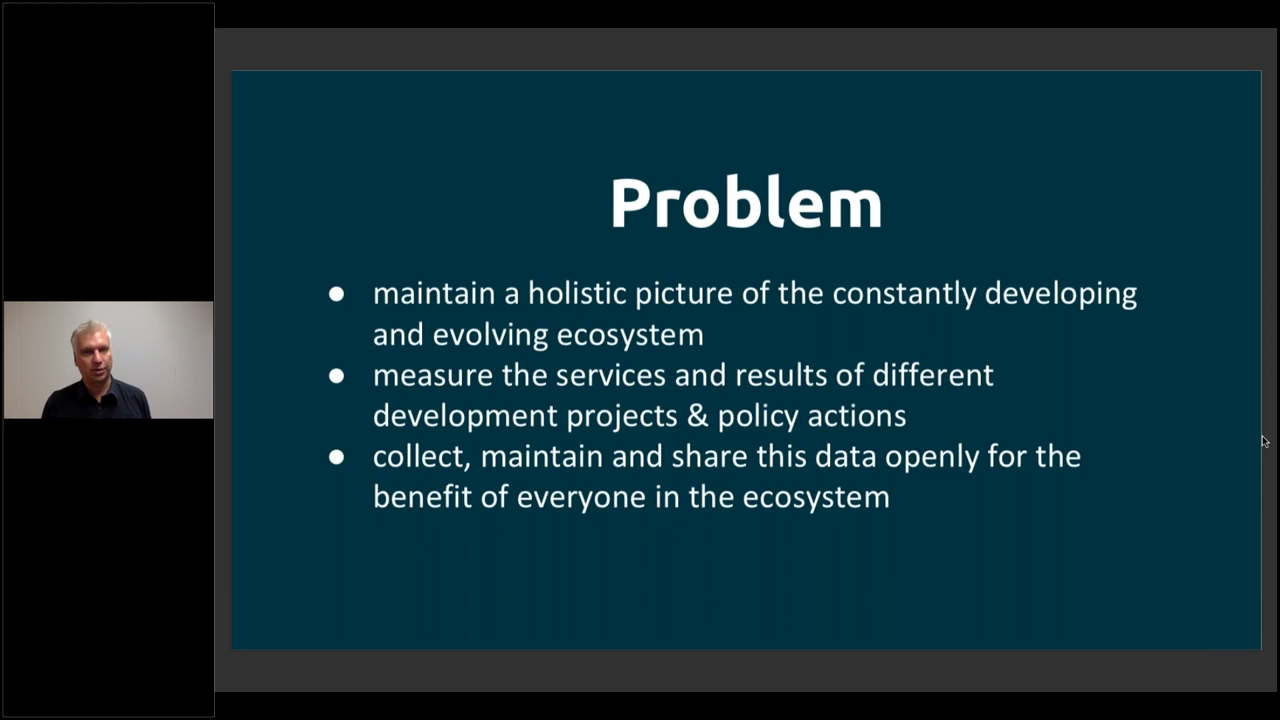 Problem
● maintain a holistic picture of the constantly developing
and evolving ecosystem
● measure the services and results of different
development projects & policy actions
● collect, maintain and share this data openly for the
benefit of everyone in the ecosystem